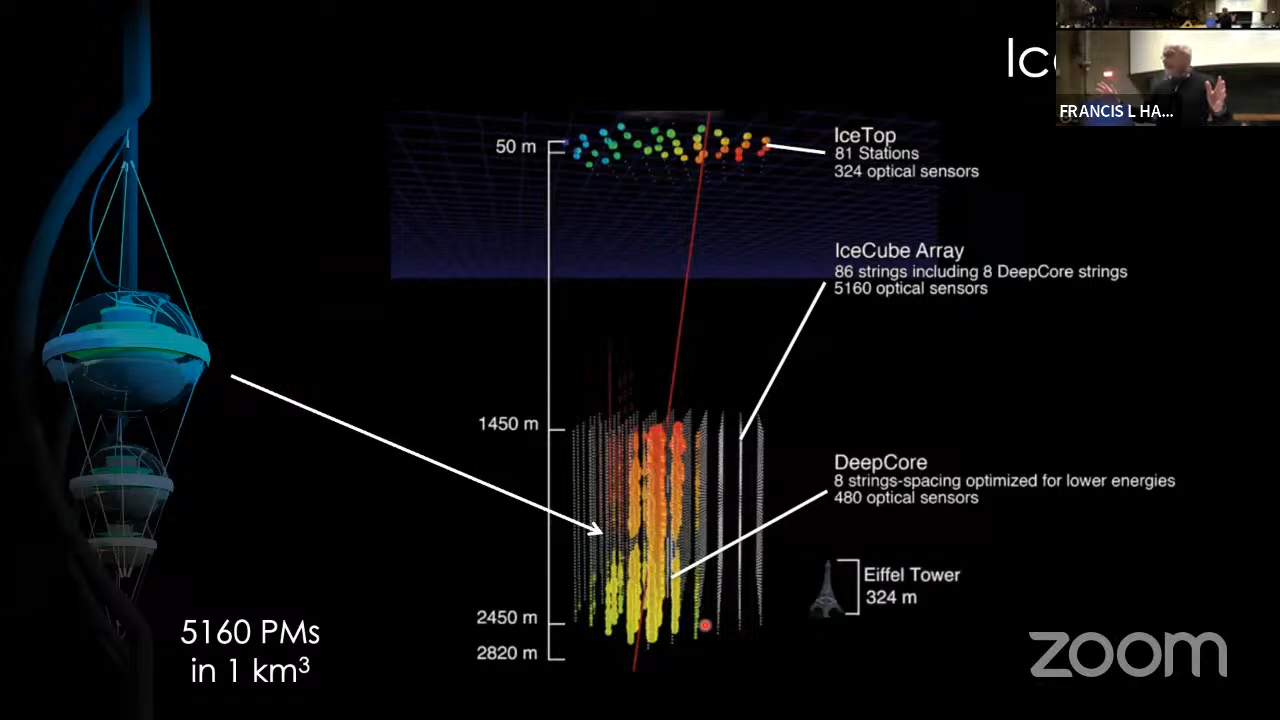 Ic
FRANCIS L HA...
50 m
IceTop
81 Stations
324 optical sensors
IceCube Array
86 strings including 8 DeepCore strings
5160 optical sensors
1450 m
DeepCore
8 strings-spacing optimized for lower energies
480 optical sensors
Eiffel Tower
324 m
2450 m
2820 m
5160 PMs
in 1 km³
zoom